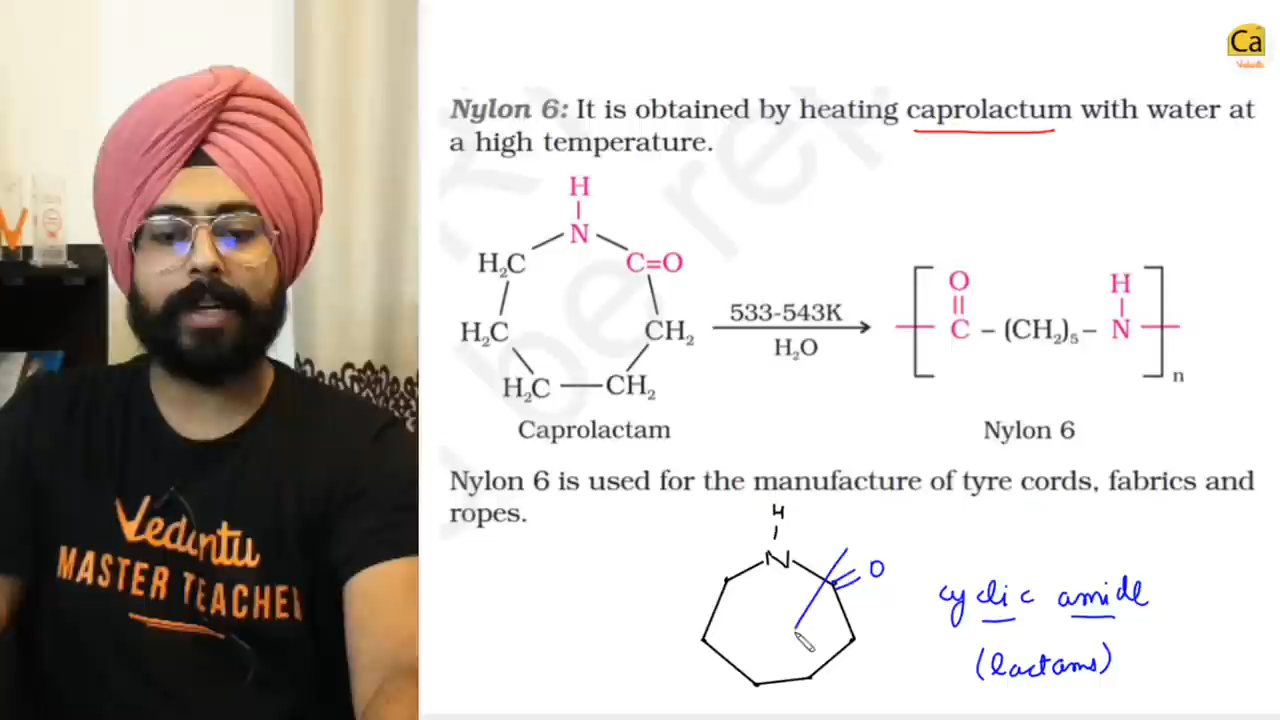 Ca
Vedantu
Nylon 6: It is obtained by heating caprolactum with water at
a high temperature.
H
N
H₂C C=O
H₂C CH₂
H₂C CH₂
Caprolactam
533-543K
H₂O
O H
C – (CH₂)₅ – N
n
Nylon 6
Nylon 6 is used for the manufacture of tyre cords, fabrics and
ropes.
H
N
O
cyclic amide
(lactams)
Vedantu
MASTER TEACHER